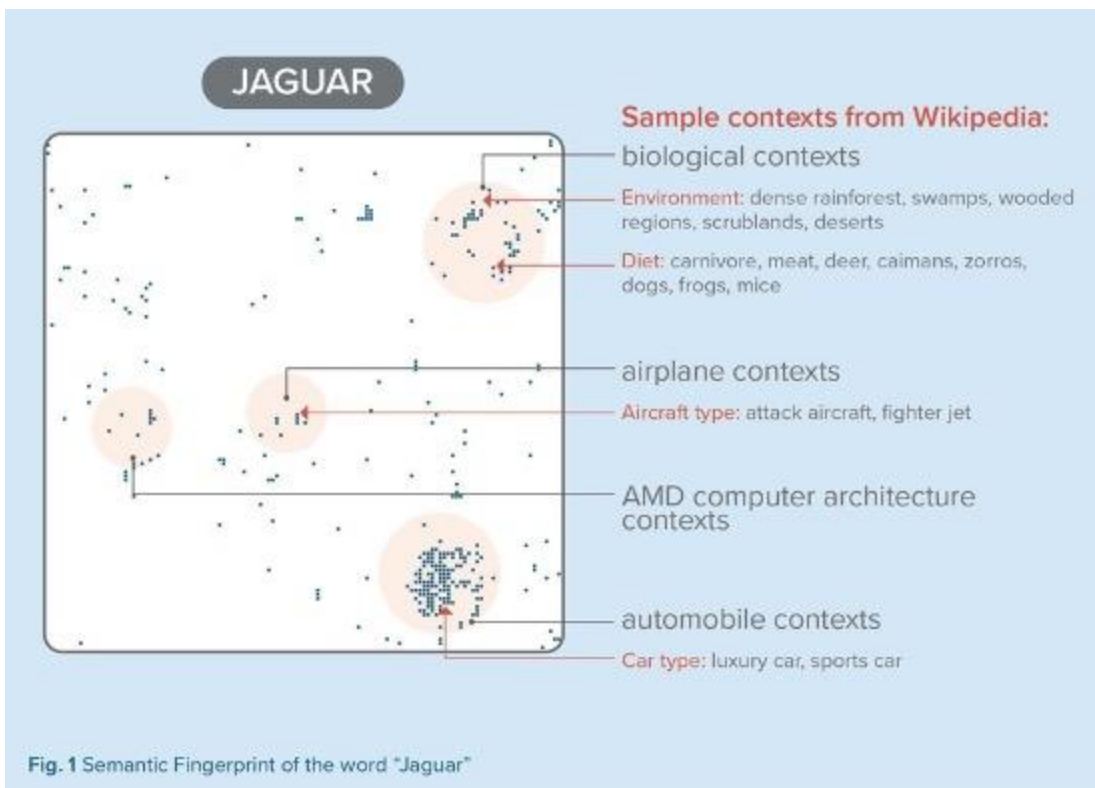 JAGUAR
Sample contexts from Wikipedia:
biological contexts
Environment: dense rainforest, swamps, wooded
regions, scrublands, deserts
Diet: carnivore, meat, deer, caimans, zorros,
dogs, frogs, mice
airplane contexts
Aircraft type: attack aircraft, fighter jet
AMD computer architecture
contexts
automobile contexts
Car type: luxury car, sports car
Fig. 1 Semantic Fingerprint of the word “Jaguar”